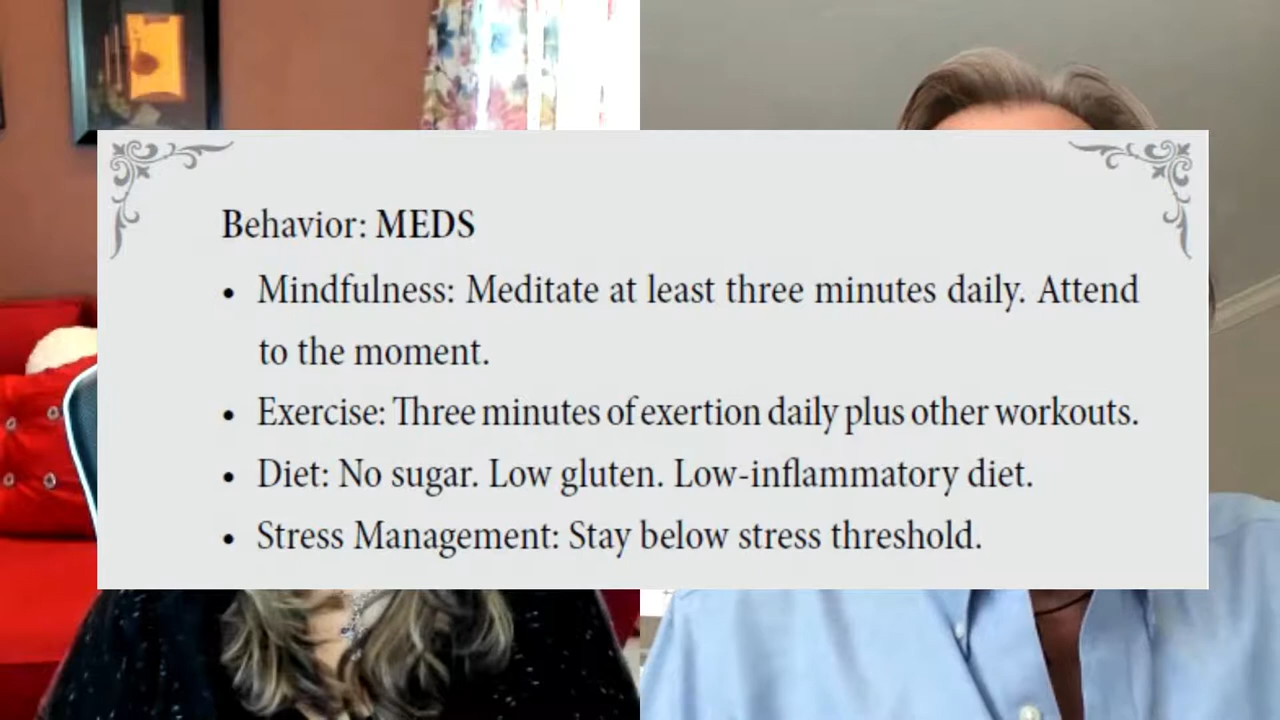 Behavior: MEDS
• Mindfulness: Meditate at least three minutes daily. Attend
to the moment.
• Exercise: Three minutes of exertion daily plus other workouts.
• Diet: No sugar. Low gluten. Low-inflammatory diet.
• Stress Management: Stay below stress threshold.